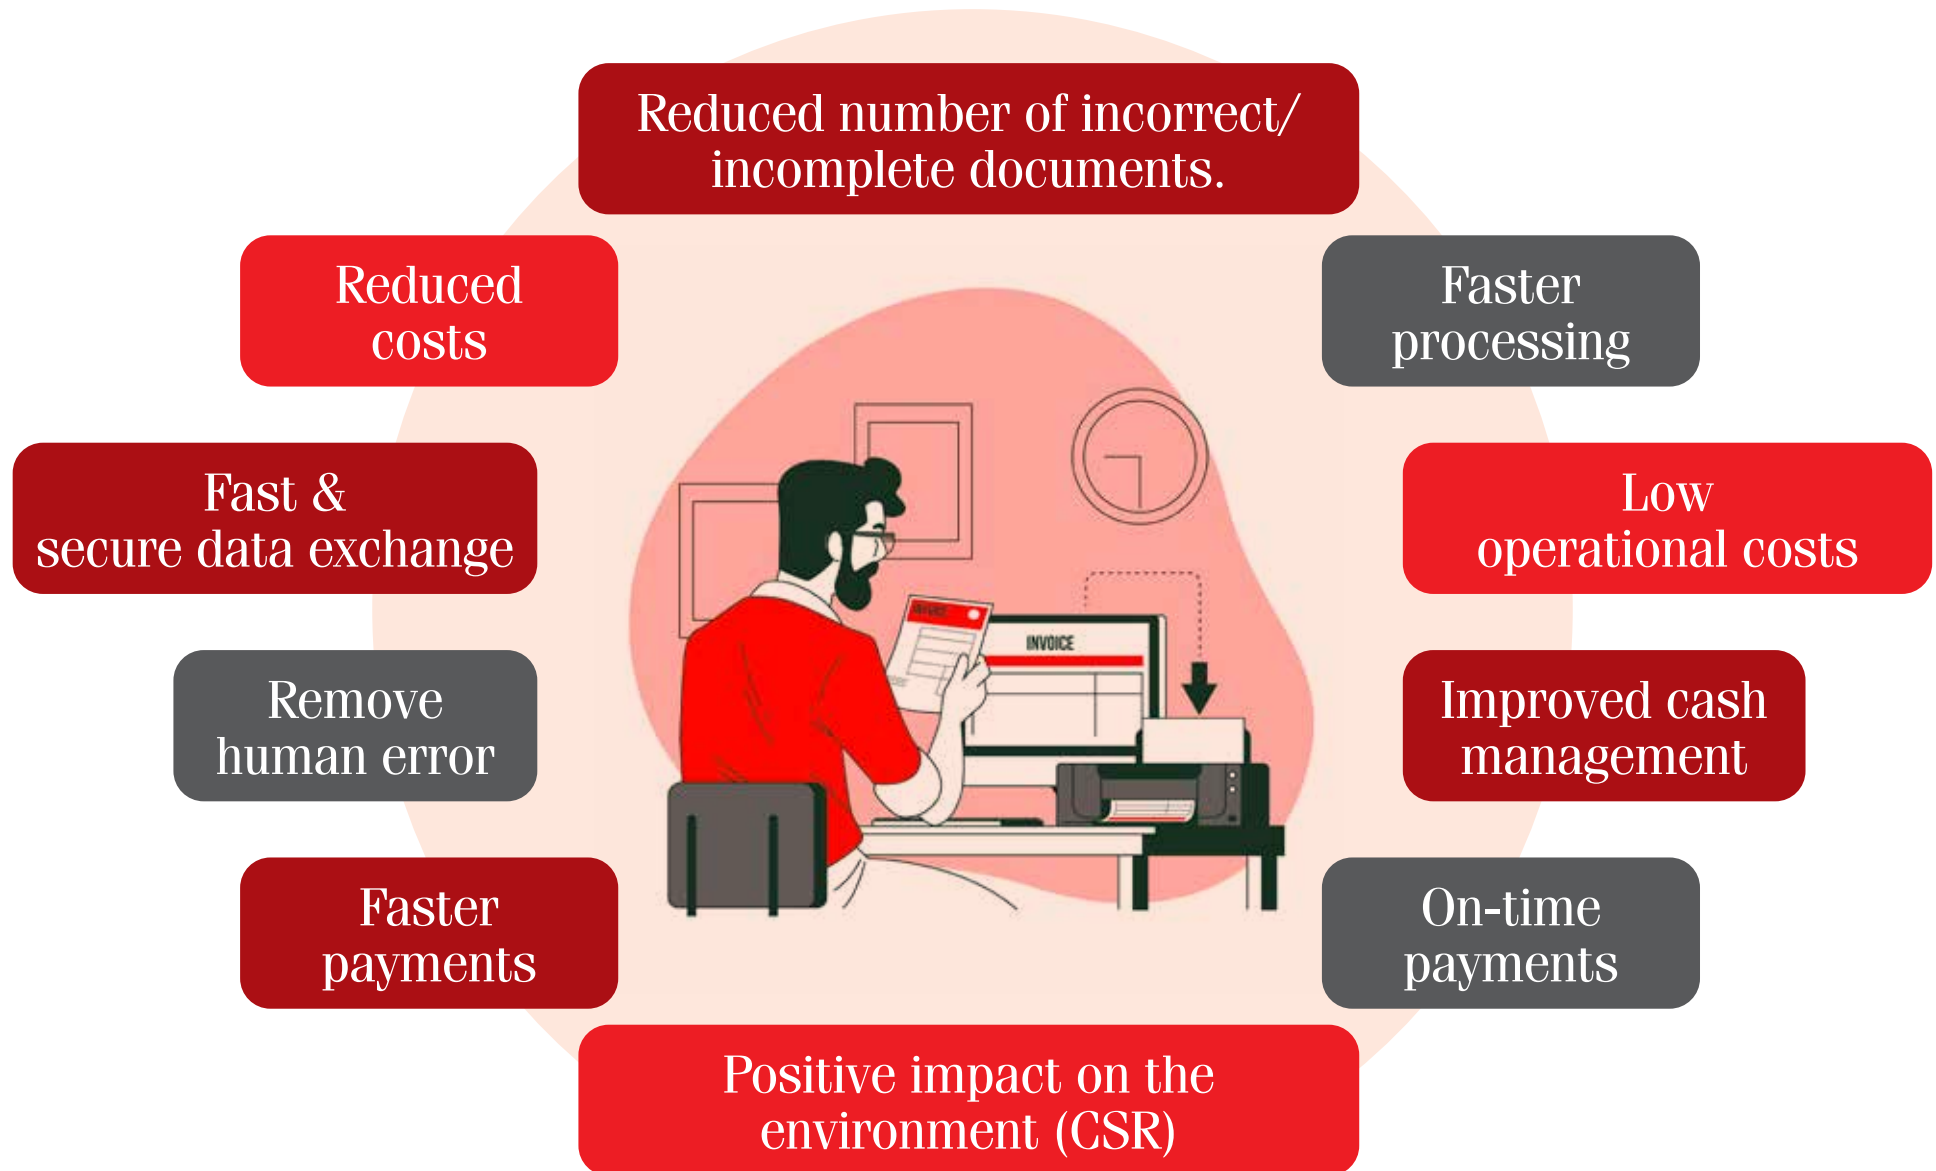 Reduced number of incorrect/
incomplete documents.
Reduced
costs
Faster
processing
Fast &
secure data exchange
Low
operational costs
INVOICE
INVOICE
Remove
human error
Improved cash
management
Faster
payments
On-time
payments
Positive impact on the
environment (CSR)